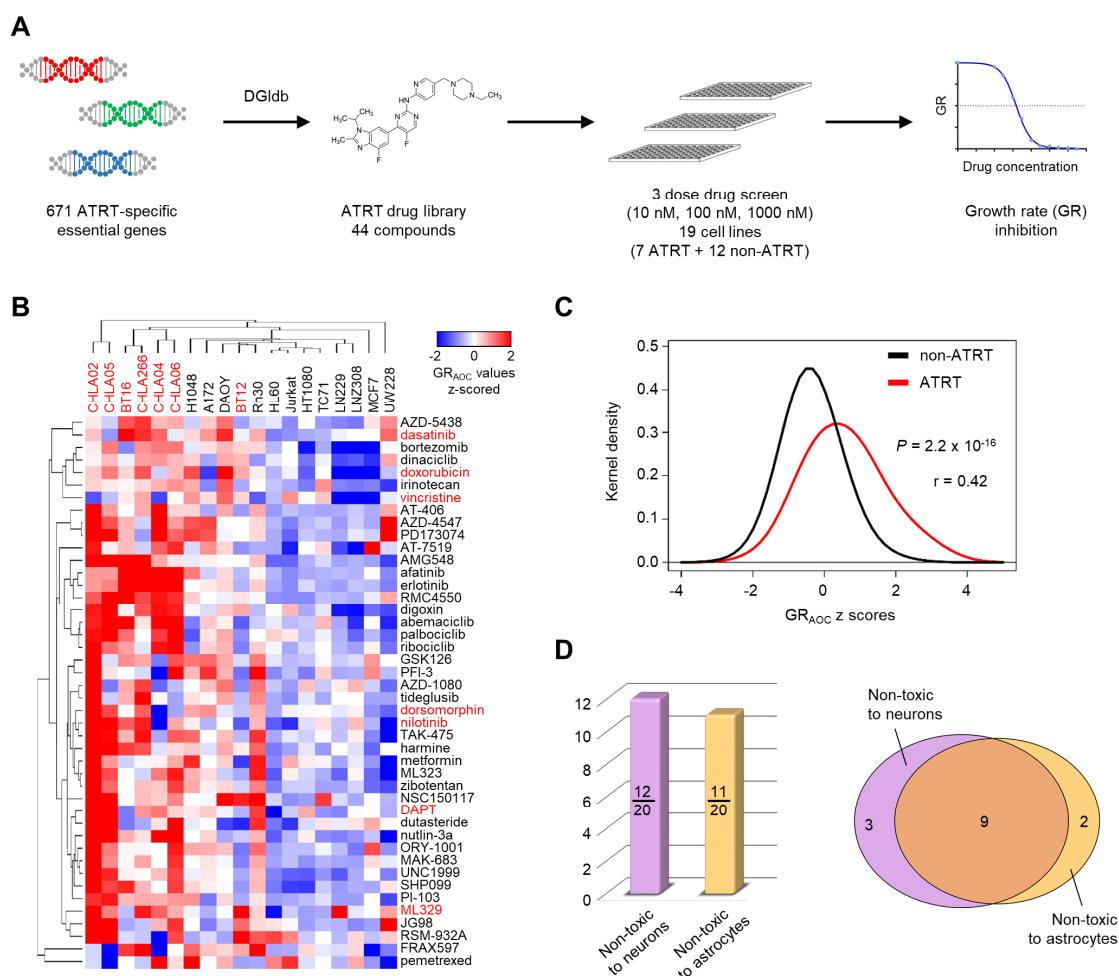 A
DGIdb
HN
N
N
N
CH₃
H₃C
CH₃
N
N
H₃C
N
F
F
GR
Drug concentration
671 ATRT-specific
essential genes
ATRT drug library
44 compounds
3 dose drug screen
(10 nM, 100 nM, 1000 nM)
19 cell lines
(7 ATRT + 12 non-ATRT)
Growth rate (GR)
inhibition
B
-2 0 2
GR_AOC values
z-scored
CHLA02
CHLA05
BT16
CHLA266
CHLA04
CHLA06
H1048
A172
DAOY
BT12
Rh30
HL60
Jurkat
HT1080
TC71
LN229
LNZ308
MCF7
UW228
AZD-5438
dasatinib
bortezomib
dinaciclib
doxorubicin
irinotecan
vincristine
AT-406
AZD-4547
PD173074
AT-7519
AMG548
afatinib
erlotinib
RMC4550
digoxin
abemaciclib
palbociclib
ribociclib
GSK126
PFI-3
AZD-1080
tideglusib
dorsomorphin
nilotinib
TAK-475
harmine
metformin
ML323
zibotentan
NSC150117
DAPT
dutasteride
nutlin-3a
ORY-1001
MAK-683
UNC1999
SHP099
PI-103
ML329
JG98
RSM-932A
FRAX597
pemetrexed
C
Kernel density
0.5
0.4
0.3
0.2
0.1
0.0
non-ATRT
ATRT
P = 2.2 x 10⁻¹⁶
r = 0.42
-4 -2 0 2 4
GR_AOC z scores
D
12
10
8
6
4
2
0
12
20
11
20
Non-toxic
to neurons
Non-toxic
to astrocytes
Non-toxic
to neurons
3
9
2
Non-toxic
to astrocytes